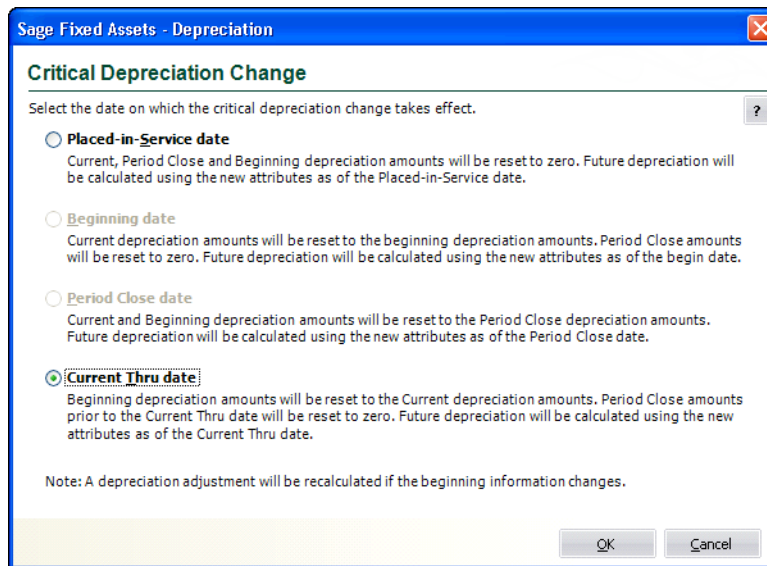 Sage Fixed Assets - Depreciation
Critical Depreciation Change
Select the date on which the critical depreciation change takes effect.
?
Placed-in-Service date
Current, Period Close and Beginning depreciation amounts will be reset to zero. Future depreciation will
be calculated using the new attributes as of the Placed-in-Service date.
Beginning date
Current depreciation amounts will be reset to the beginning depreciation amounts. Period Close amounts
will be reset to zero. Future depreciation will be calculated using the new attributes as of the begin date.
Period Close date
Current and Beginning depreciation amounts will be reset to the Period Close depreciation amounts.
Future depreciation will be calculated using the new attributes as of the Period Close date.
Current Thru date
Beginning depreciation amounts will be reset to the Current depreciation amounts. Period Close amounts
prior to the Current Thru date will be reset to zero. Future depreciation will be calculated using the new
attributes as of the Current Thru date.
Note: A depreciation adjustment will be recalculated if the beginning information changes.
OK Cancel